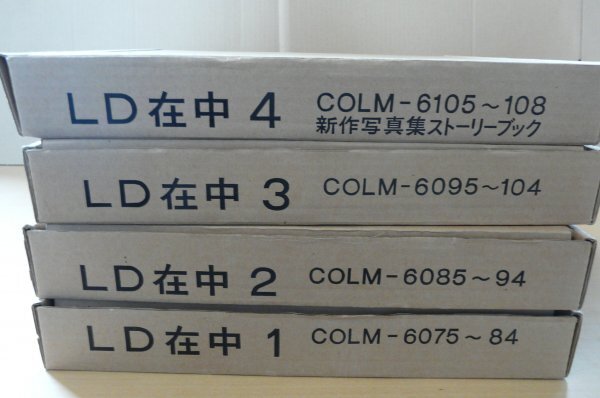 LD在中 4 COLM-6105～108
新作写真集ストーリーブック
LD在中 3 COLM-6095～104
LD在中 2 COLM-6085～94
LD在中 1 COLM-6075～84